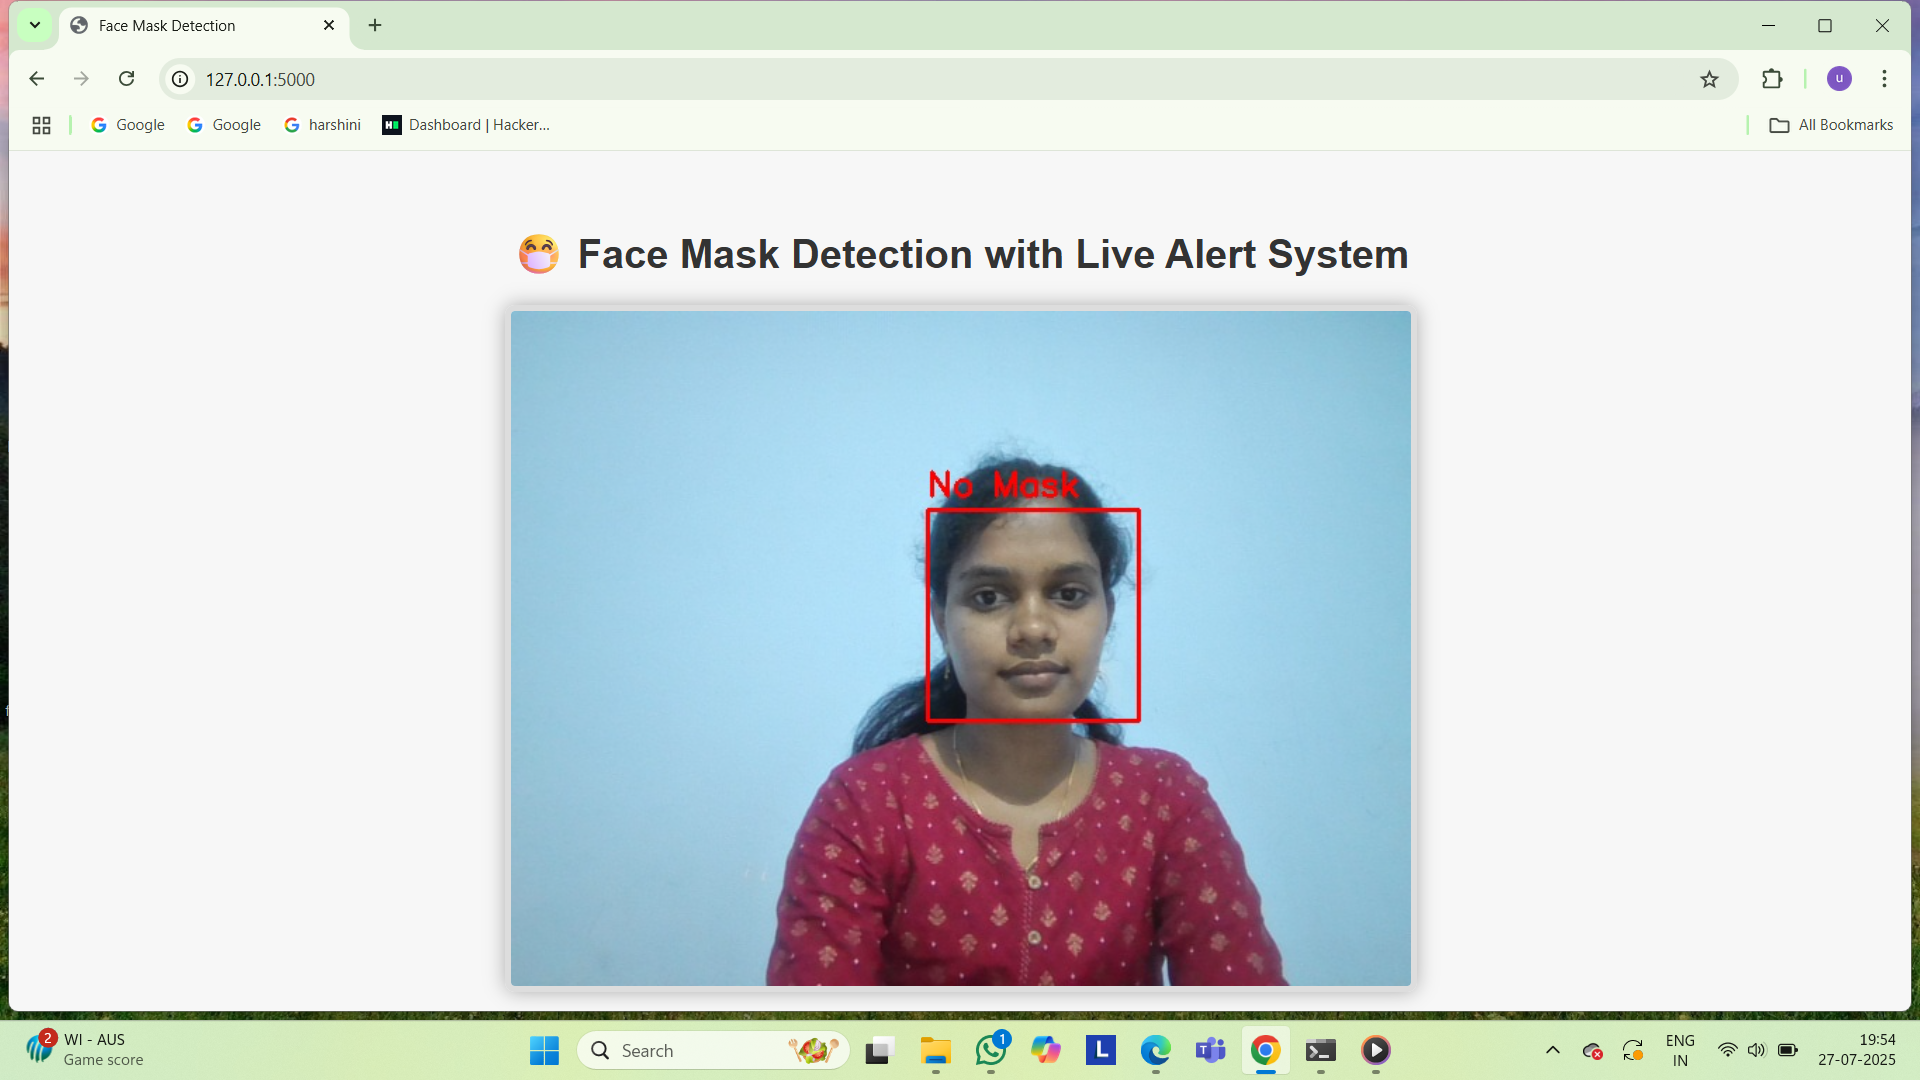 Face Mask Detection
127.0.0.1:5000
u
Google
Google
harshini
Dashboard | Hacker...
All Bookmarks
Face Mask Detection with Live Alert System
No Mask
2
WI - AUS
Game score
Search
1
L
T
ENG
IN
19:54
27-07-2025